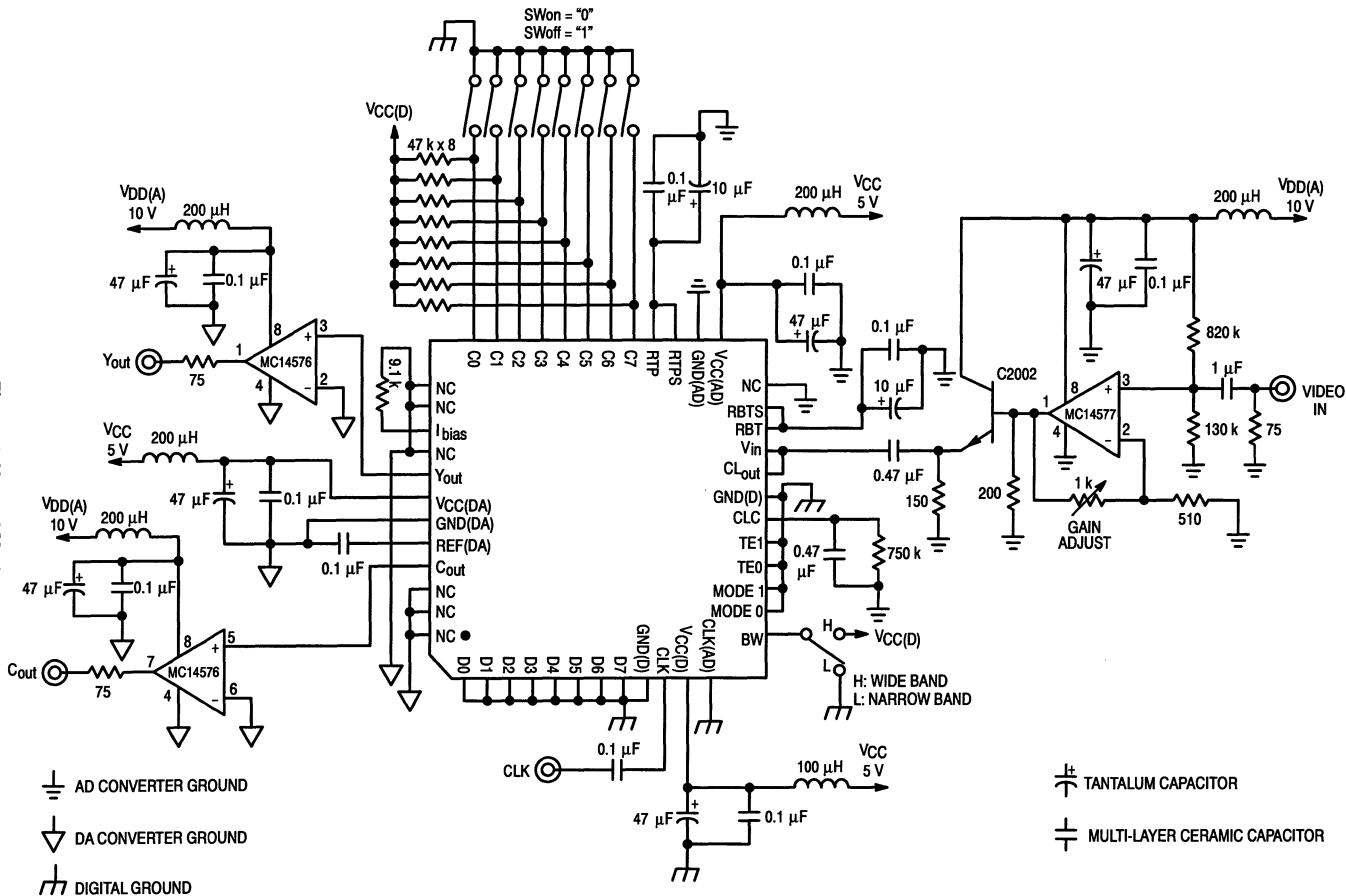 SWon = “0”
SWoff = “1”
VCC(D)
47 k x 8
0.1 µF
10 µF
+
200 µH
VCC
5 V
0.1 µF
47 µF
+
VDD(A)
10 V
200 µH
47 µF
+
0.1 µF
8
3
+
1
MC14576
2
–
4
Yout
75
200 µH
VDD(A)
10 V
+
47 µF
0.1 µF
820 k
1 µF
VIDEO IN
130 k
75
C2002
8
3
+
1
MC14577
2
–
4
200
1 k
GAIN
ADJUST
510
0.1 µF
10 µF
+
0.47 µF
150
C0
C1
C2
C3
C4
C5
C6
C7
RTP
RTPS
GND(AD)
VCC(AD)
9.1 k
NC
NC
I bias
NC
Yout
VCC(DA)
GND(DA)
REF(DA)
Cout
NC
NC
NC
NC
RBTS
RBT
Vin
CLout
GND(D)
CLC
TE1
TE0
MODE 1
MODE 0
BW
D0
D1
D2
D3
D4
D5
D6
D7
GND(D)
CLK
VCC(D)
CLK(AD)
VCC
5 V
200 µH
47 µF
+
0.1 µF
0.1 µF
VDD(A)
10 V
200 µH
47 µF
+
0.1 µF
8
5
+
7
MC14576
6
–
4
Cout
75
0.47
µF
750 k
H
VCC(D)
L
H: WIDE BAND
L: NARROW BAND
CLK
0.1 µF
100 µH
VCC
5 V
47 µF
+
0.1 µF
AD CONVERTER GROUND
DA CONVERTER GROUND
DIGITAL GROUND
+
TANTALUM CAPACITOR
MULTI-LAYER CERAMIC CAPACITOR